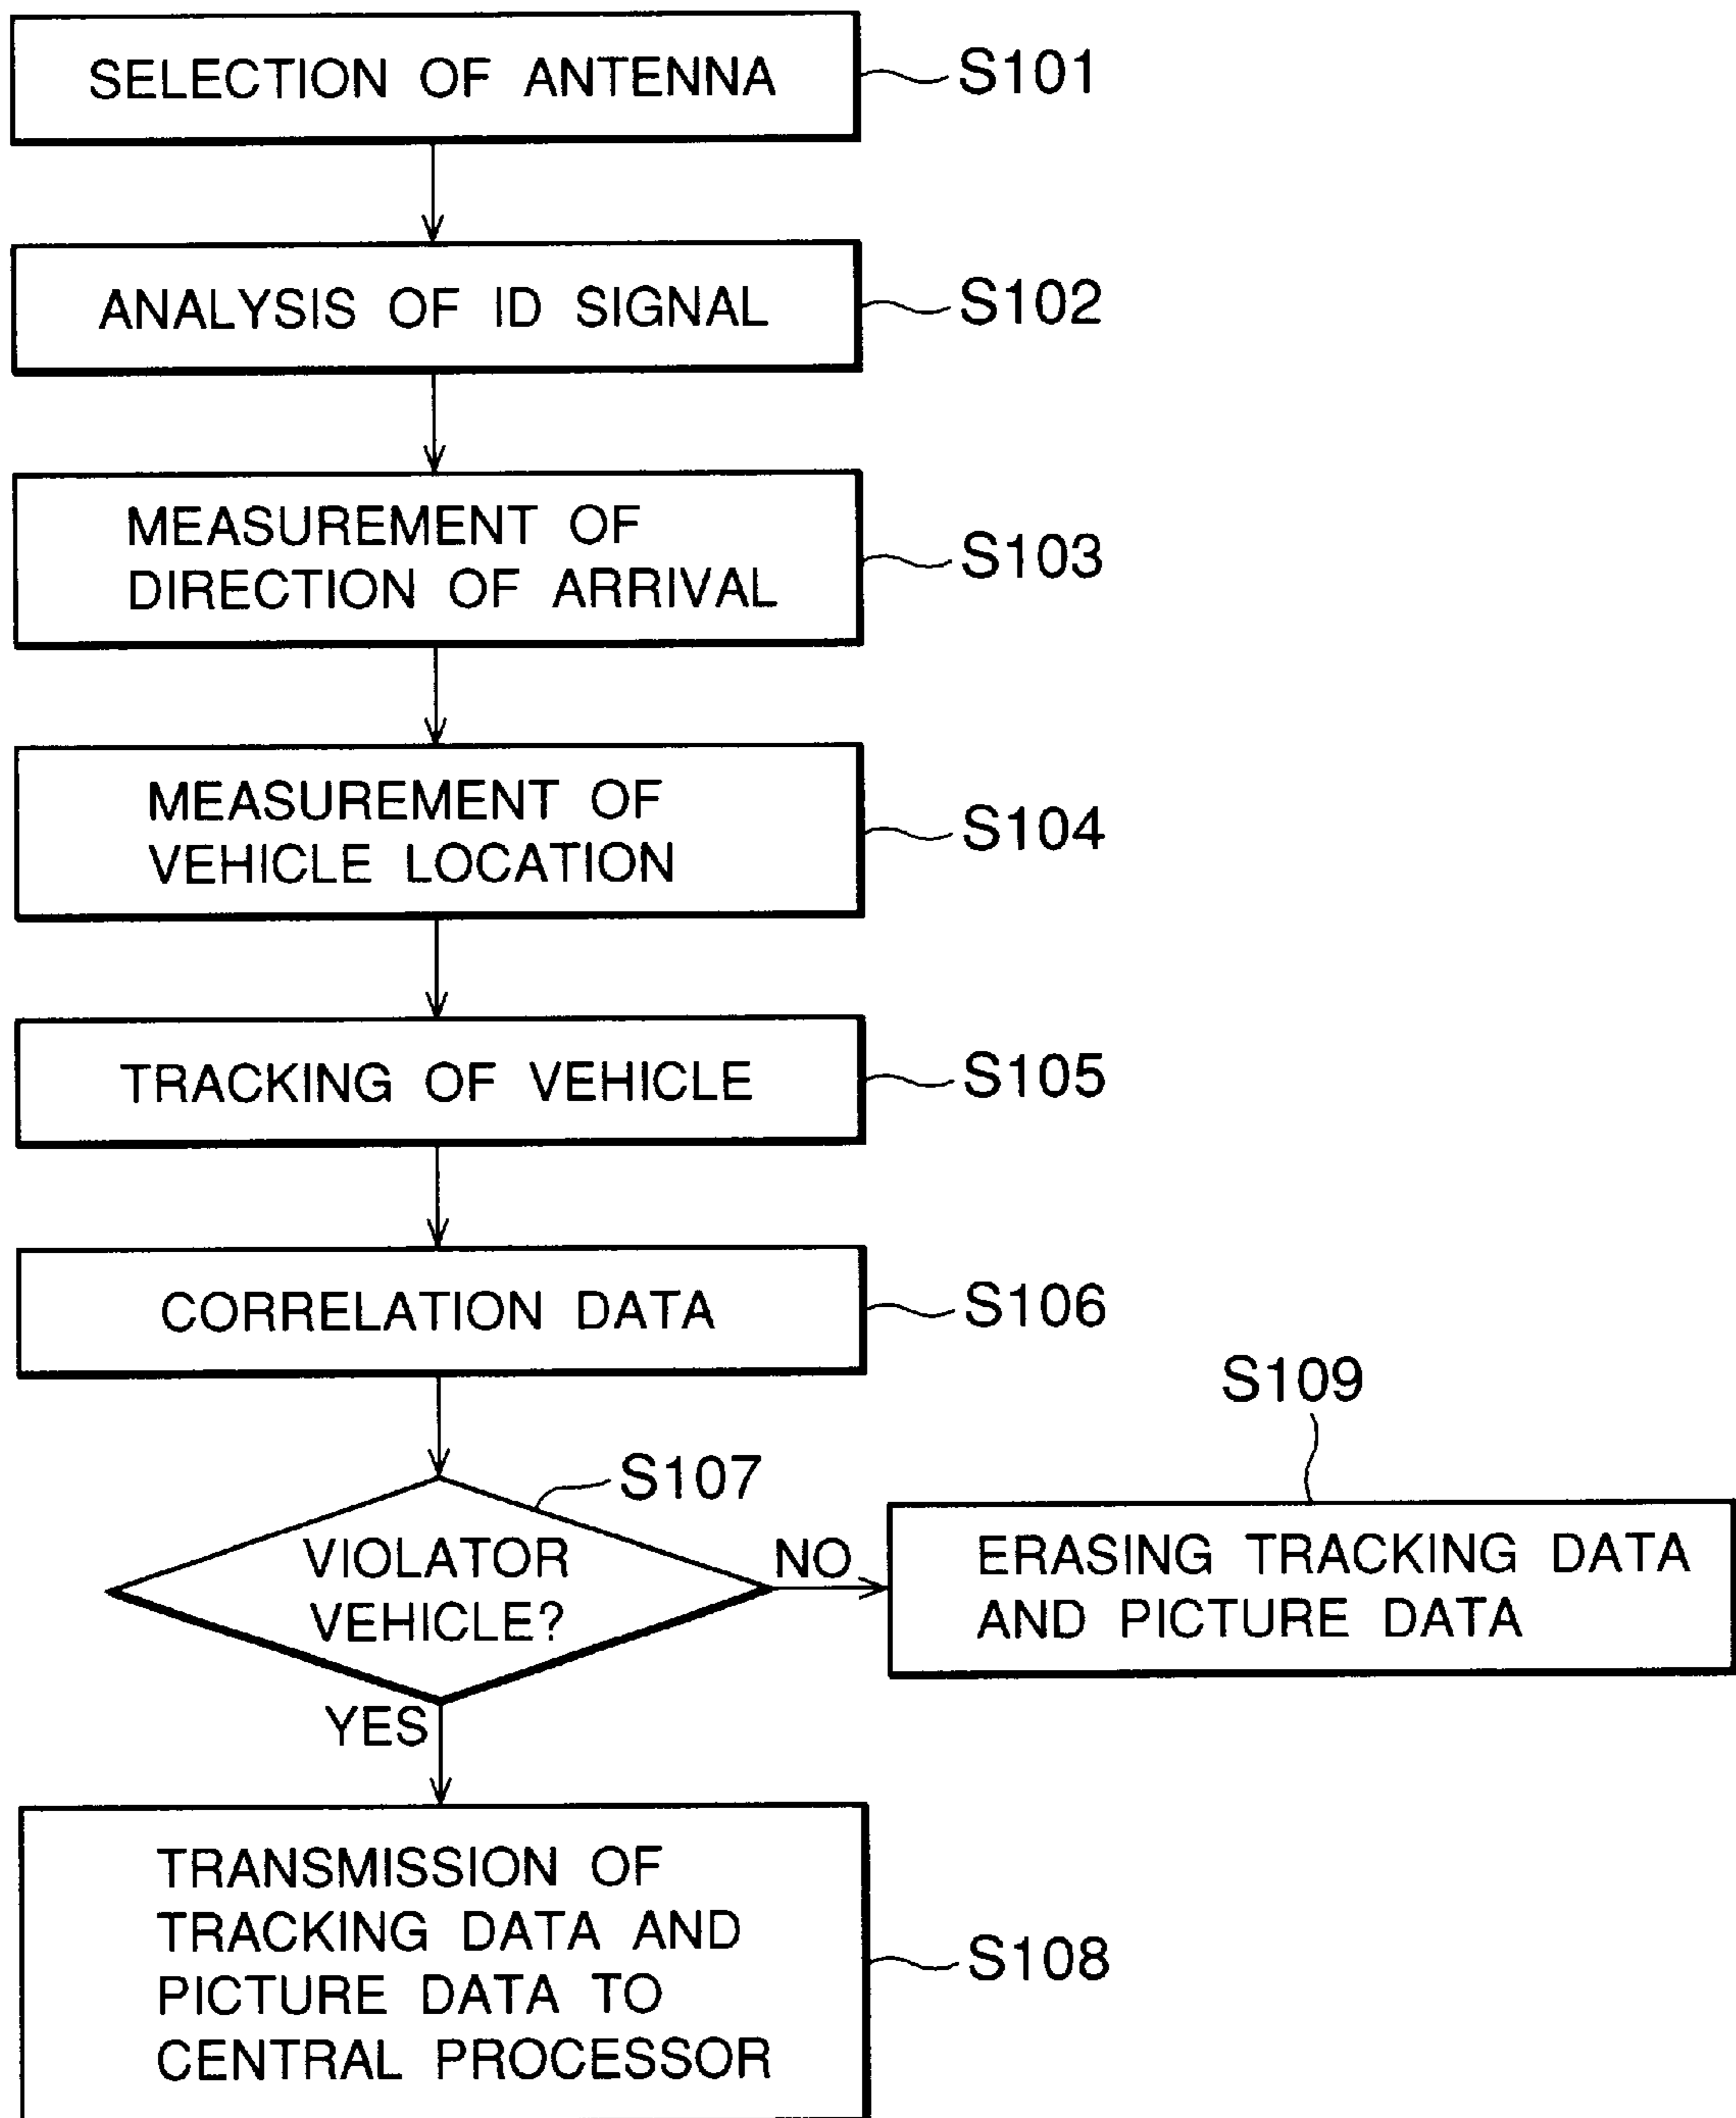 SELECTION OF ANTENNA
S101
ANALYSIS OF ID SIGNAL
S102
MEASUREMENT OF
DIRECTION OF ARRIVAL
S103
MEASUREMENT OF
VEHICLE LOCATION
S104
TRACKING OF VEHICLE
S105
CORRELATION DATA
S106
S107
VIOLATOR
VEHICLE?
NO
S109
ERASING TRACKING DATA
AND PICTURE DATA
YES
TRANSMISSION OF
TRACKING DATA AND
PICTURE DATA TO
CENTRAL PROCESSOR
S108